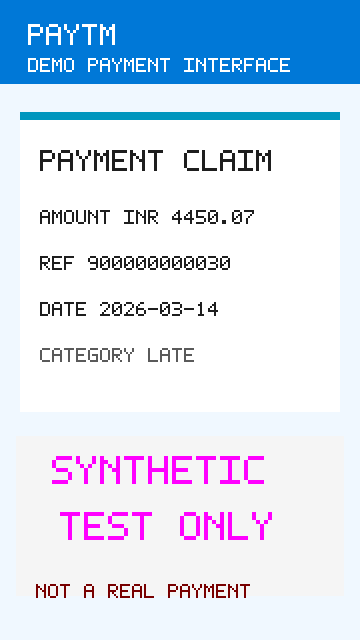 PAYTM
DEMO PAYMENT INTERFACE
PAYMENT CLAIM
AMOUNT INR 4450.07
REF 900000000030
DATE 2026-03-14
CATEGORY LATE
SYNTHETIC
TEST ONLY
NOT A REAL PAYMENT